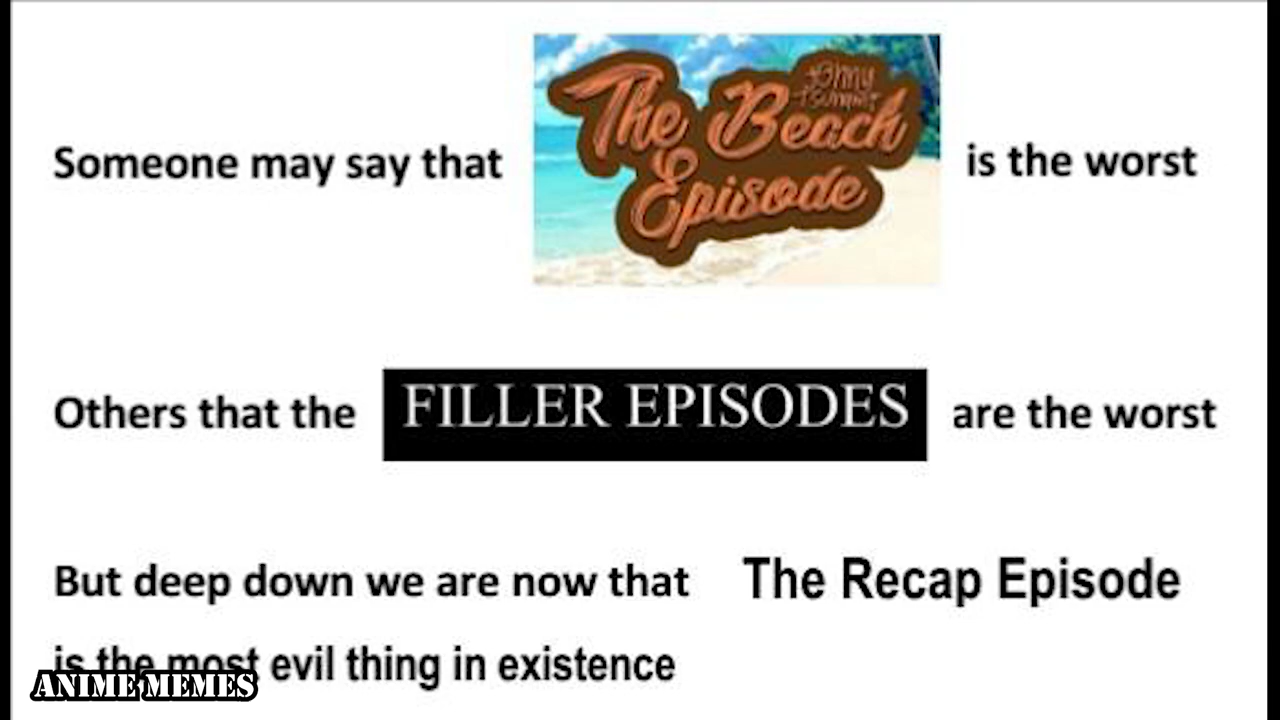 Someone may say that The Beach Episode is the worst
Others that the FILLER EPISODES are the worst
But deep down we are now that The Recap Episode
is the most evil thing in existence
ANIME MEMES